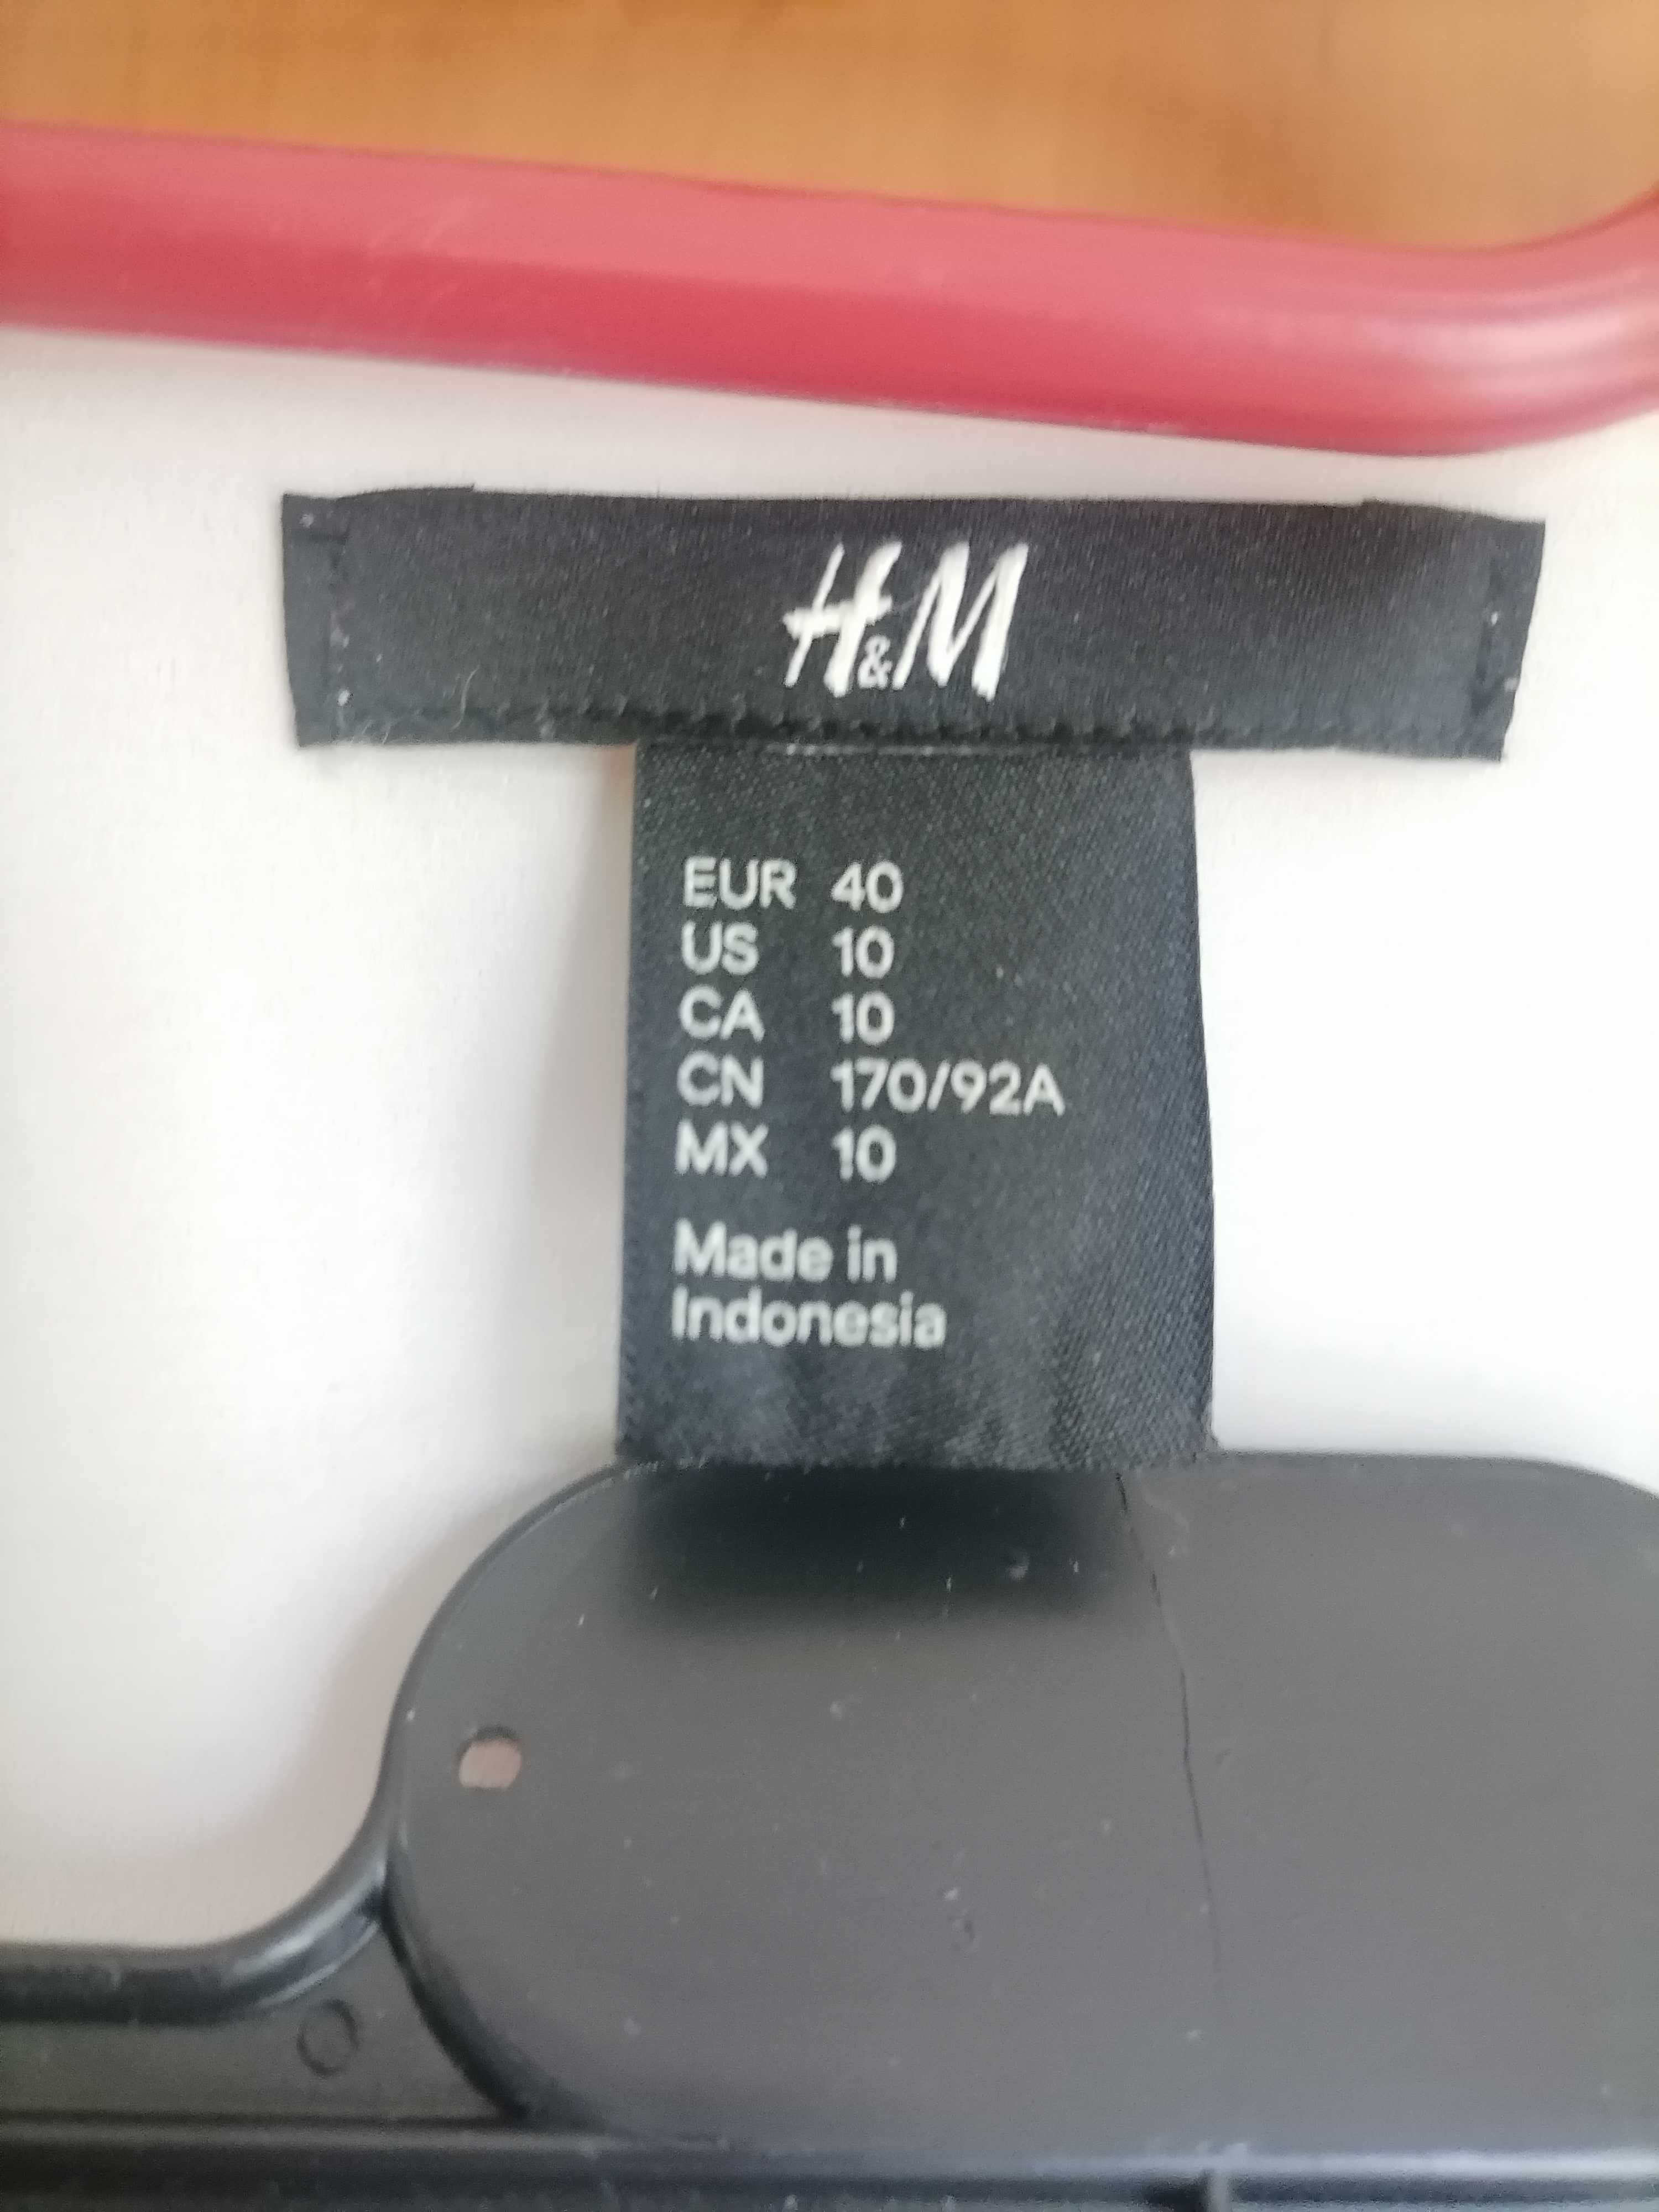 H&M
EUR 40
US 10
CA 10
CN 170/92A
MX 10
Made in
Indonesia